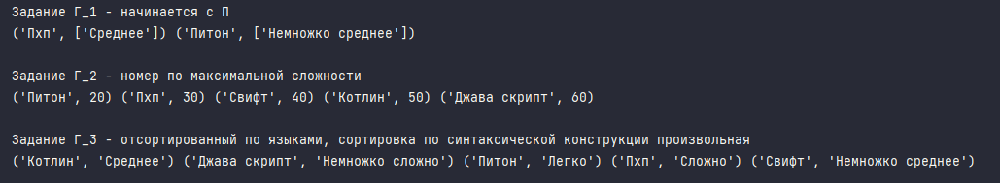 Задание Г_1 - начинается с П
('Пхп', ['Среднее']) ('Питон', ['Немножко среднее'])
Задание Г_2 - номер по максимальной сложности
('Питон', 20) ('Пхп', 30) ('Свифт', 40) ('Котлин', 50) ('Джава скрипт', 60)
Задание Г_3 - отсортированный по языками, сортировка по синтаксической конструкции произвольная
('Котлин', 'Среднее') ('Джава скрипт', 'Немножко сложно') ('Питон', 'Легко') ('Пхп', 'Сложно') ('Свифт', 'Немножко среднее')